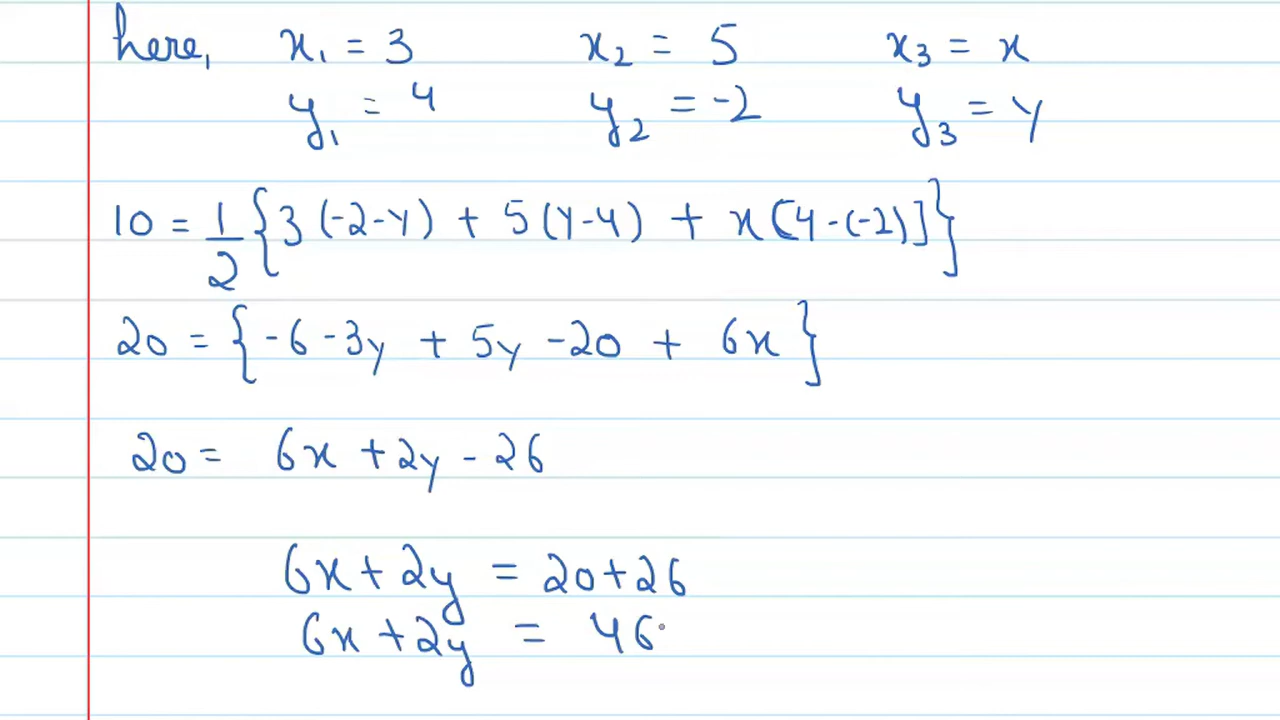 here, x₁ = 3 x₂ = 5 x₃ = x
y₁ = 4 y₂ = -2 y₃ = y
10 = 1/2 {3 (-2-y) + 5 (y-4) + x [4-(-2)]}
20 = {-6 -3y + 5y -20 + 6x}
20 = 6x +2y - 26
6x + 2y = 20+26
6x +2y = 46